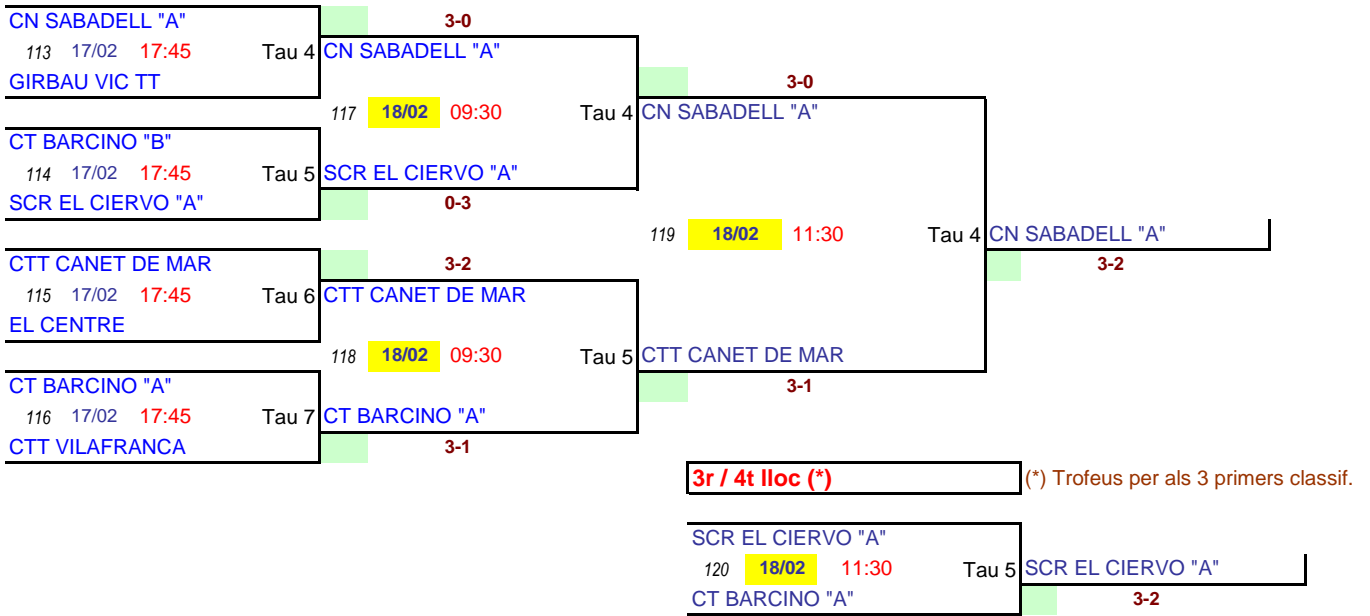 CN SABADELL "A"
3-0
113 17/02 17:45 Tau 4 CN SABADELL "A"
GIRBAU VIC TT
3-0
117 18/02 09:30 Tau 4 CN SABADELL "A"
CT BARCINO "B"
114 17/02 17:45 Tau 5 SCR EL CIERVO "A"
SCR EL CIERVO "A"
0-3
119 18/02 11:30 Tau 4 CN SABADELL "A"
CTT CANET DE MAR
3-2
3-2
115 17/02 17:45 Tau 6 CTT CANET DE MAR
EL CENTRE
118 18/02 09:30 Tau 5 CTT CANET DE MAR
CT BARCINO "A"
3-1
116 17/02 17:45 Tau 7 CT BARCINO "A"
CTT VILAFRANCA
3-1
3r / 4t lloc (*) (*) Trofeus per als 3 primers classif.
SCR EL CIERVO "A"
120 18/02 11:30 Tau 5 SCR EL CIERVO "A"
CT BARCINO "A"
3-2